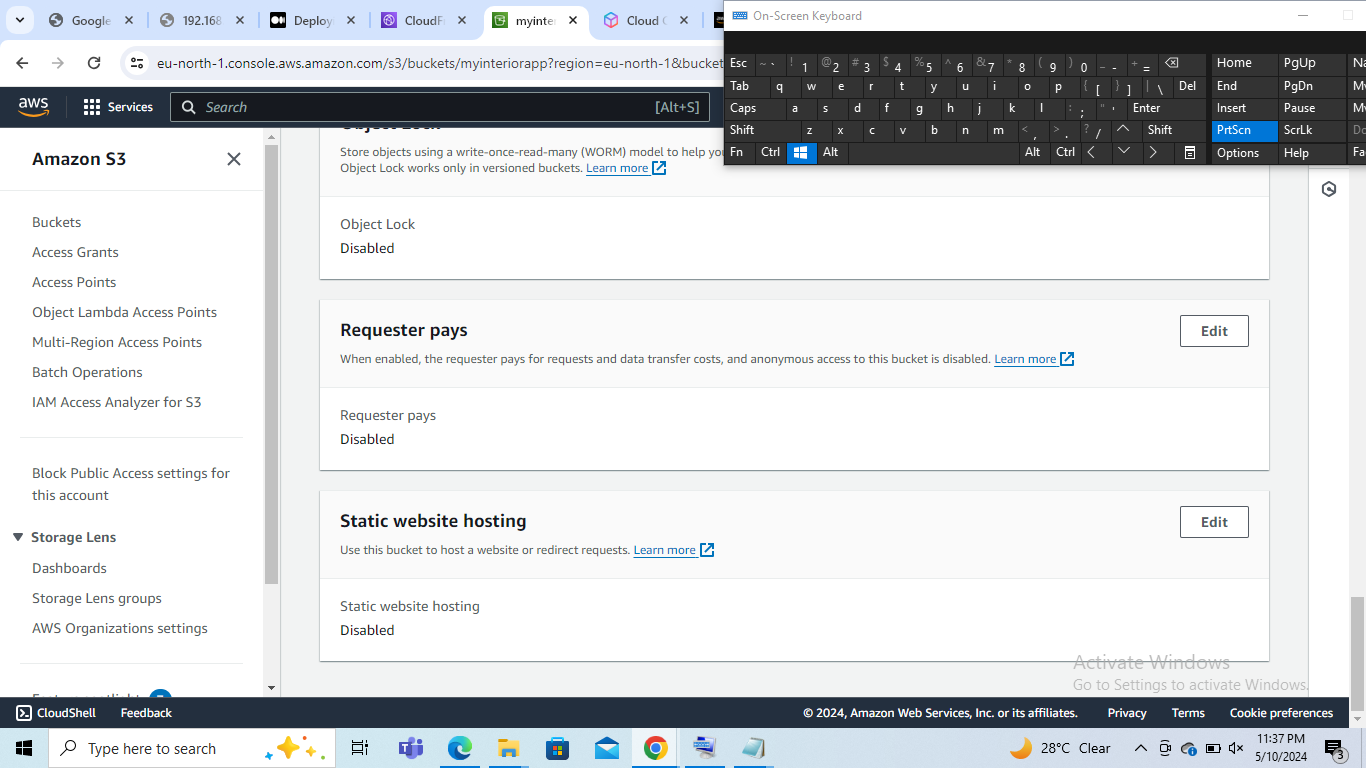 Google
192.168
Deploy
CloudFr
myinter
Cloud C
On-Screen Keyboard
eu-north-1.console.aws.amazon.com/s3/buckets/myinteriorapp?region=eu-north-1&bucket
aws
Services
Search
[Alt+S]
Esc ~ ` ! 1 @ 2 # 3 $ 4 % 5 ^ 6 & 7 * 8 ( 9 ) 0 _ - + = Home PgUp Na
Tab q w e r t y u i o p { [ } ] | \ Del End PgDn Mv
Caps a s d f g h j k l : ; " ' Enter Insert Pause Mv
Shift z x c v b n m < , > . ? / Shift PrtScn ScrLk Do
Fn Ctrl Alt Alt Ctrl Options Help Fa
Amazon S3
Buckets
Access Grants
Access Points
Object Lambda Access Points
Multi-Region Access Points
Batch Operations
IAM Access Analyzer for S3
Block Public Access settings for
this account
Storage Lens
Dashboards
Storage Lens groups
AWS Organizations settings
Object Lock
Store objects using a write-once-read-many (WORM) model to help you
Object Lock works only in versioned buckets. Learn more
Object Lock
Disabled
Requester pays
Edit
When enabled, the requester pays for requests and data transfer costs, and anonymous access to this bucket is disabled. Learn more
Requester pays
Disabled
Static website hosting
Edit
Use this bucket to host a website or redirect requests. Learn more
Static website hosting
Disabled
Activate Windows
Go to Settings to activate Windows.
CloudShell
Feedback
© 2024, Amazon Web Services, Inc. or its affiliates.
Privacy
Terms
Cookie preferences
Type here to search
28°C Clear
11:37 PM
5/10/2024
3